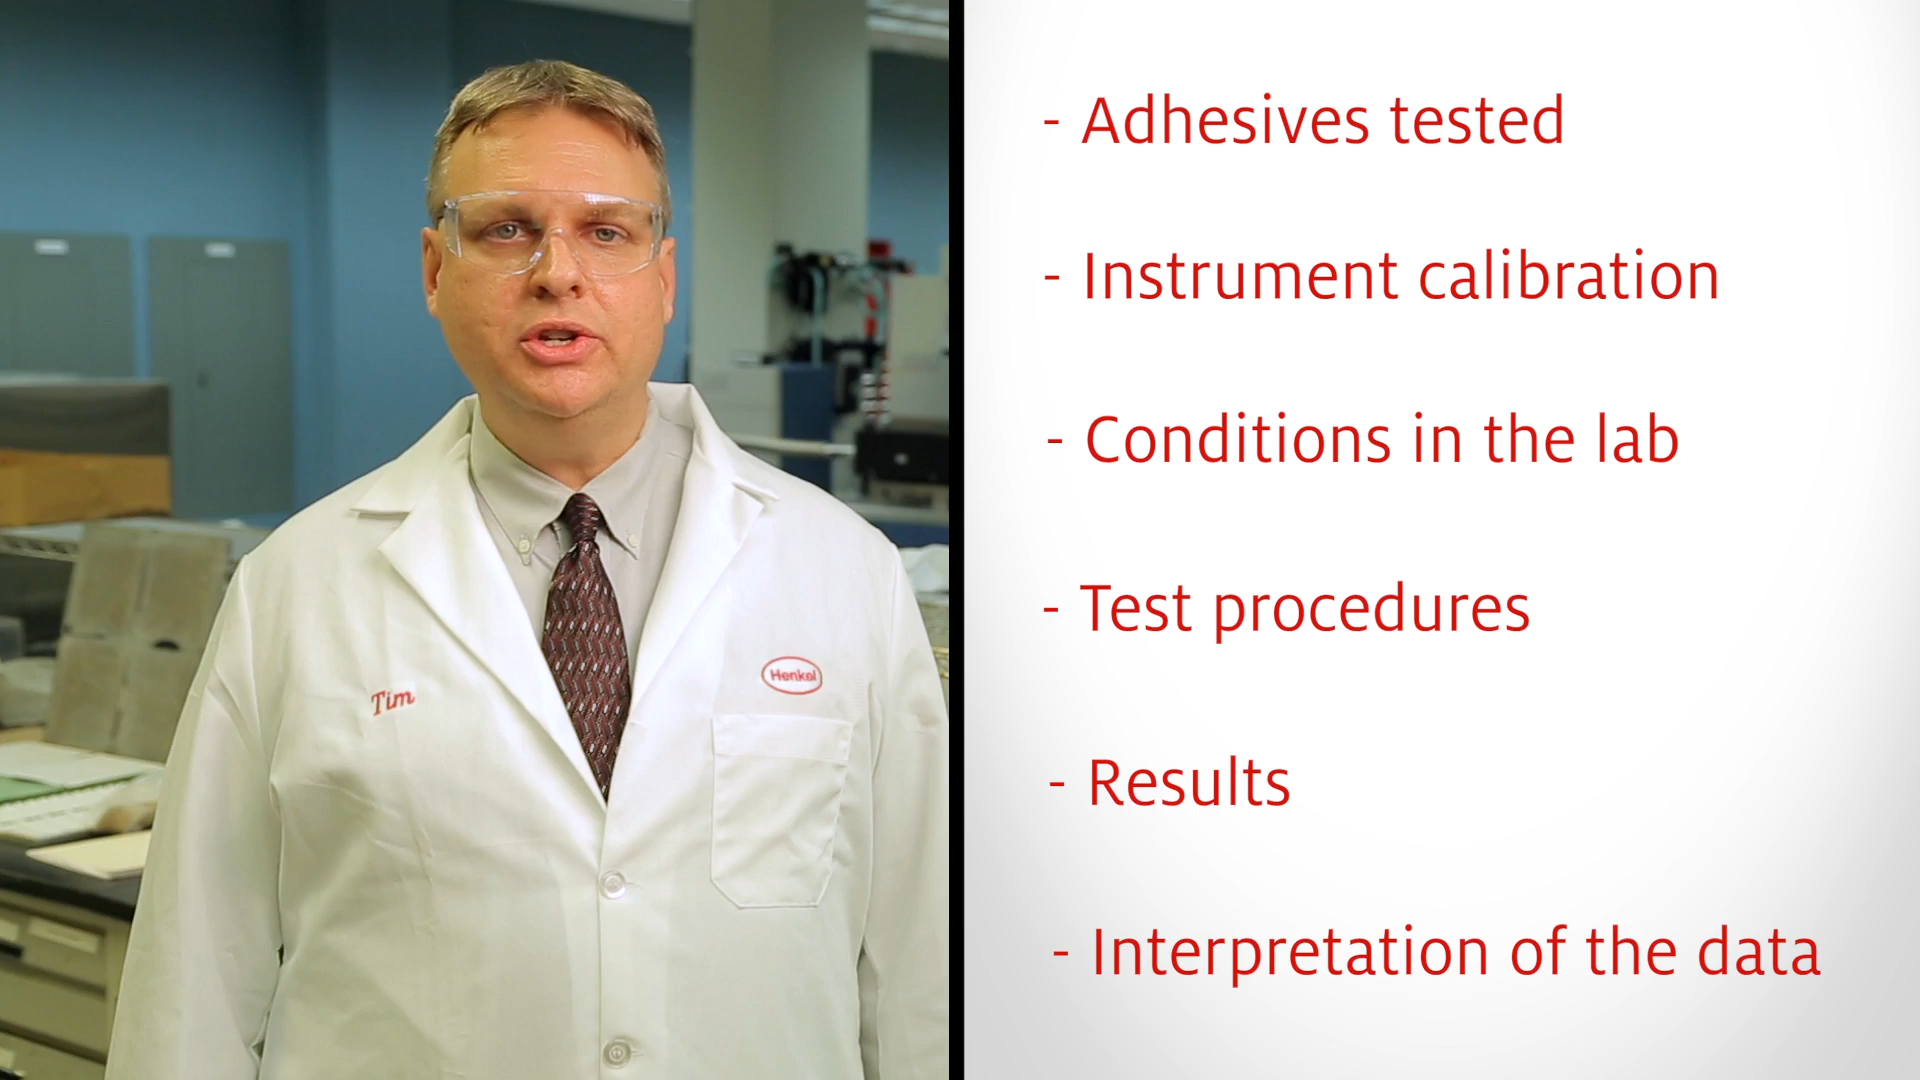 Tim
Henkel
- Adhesives tested
- Instrument calibration
- Conditions in the lab
- Test procedures
- Results
- Interpretation of the data